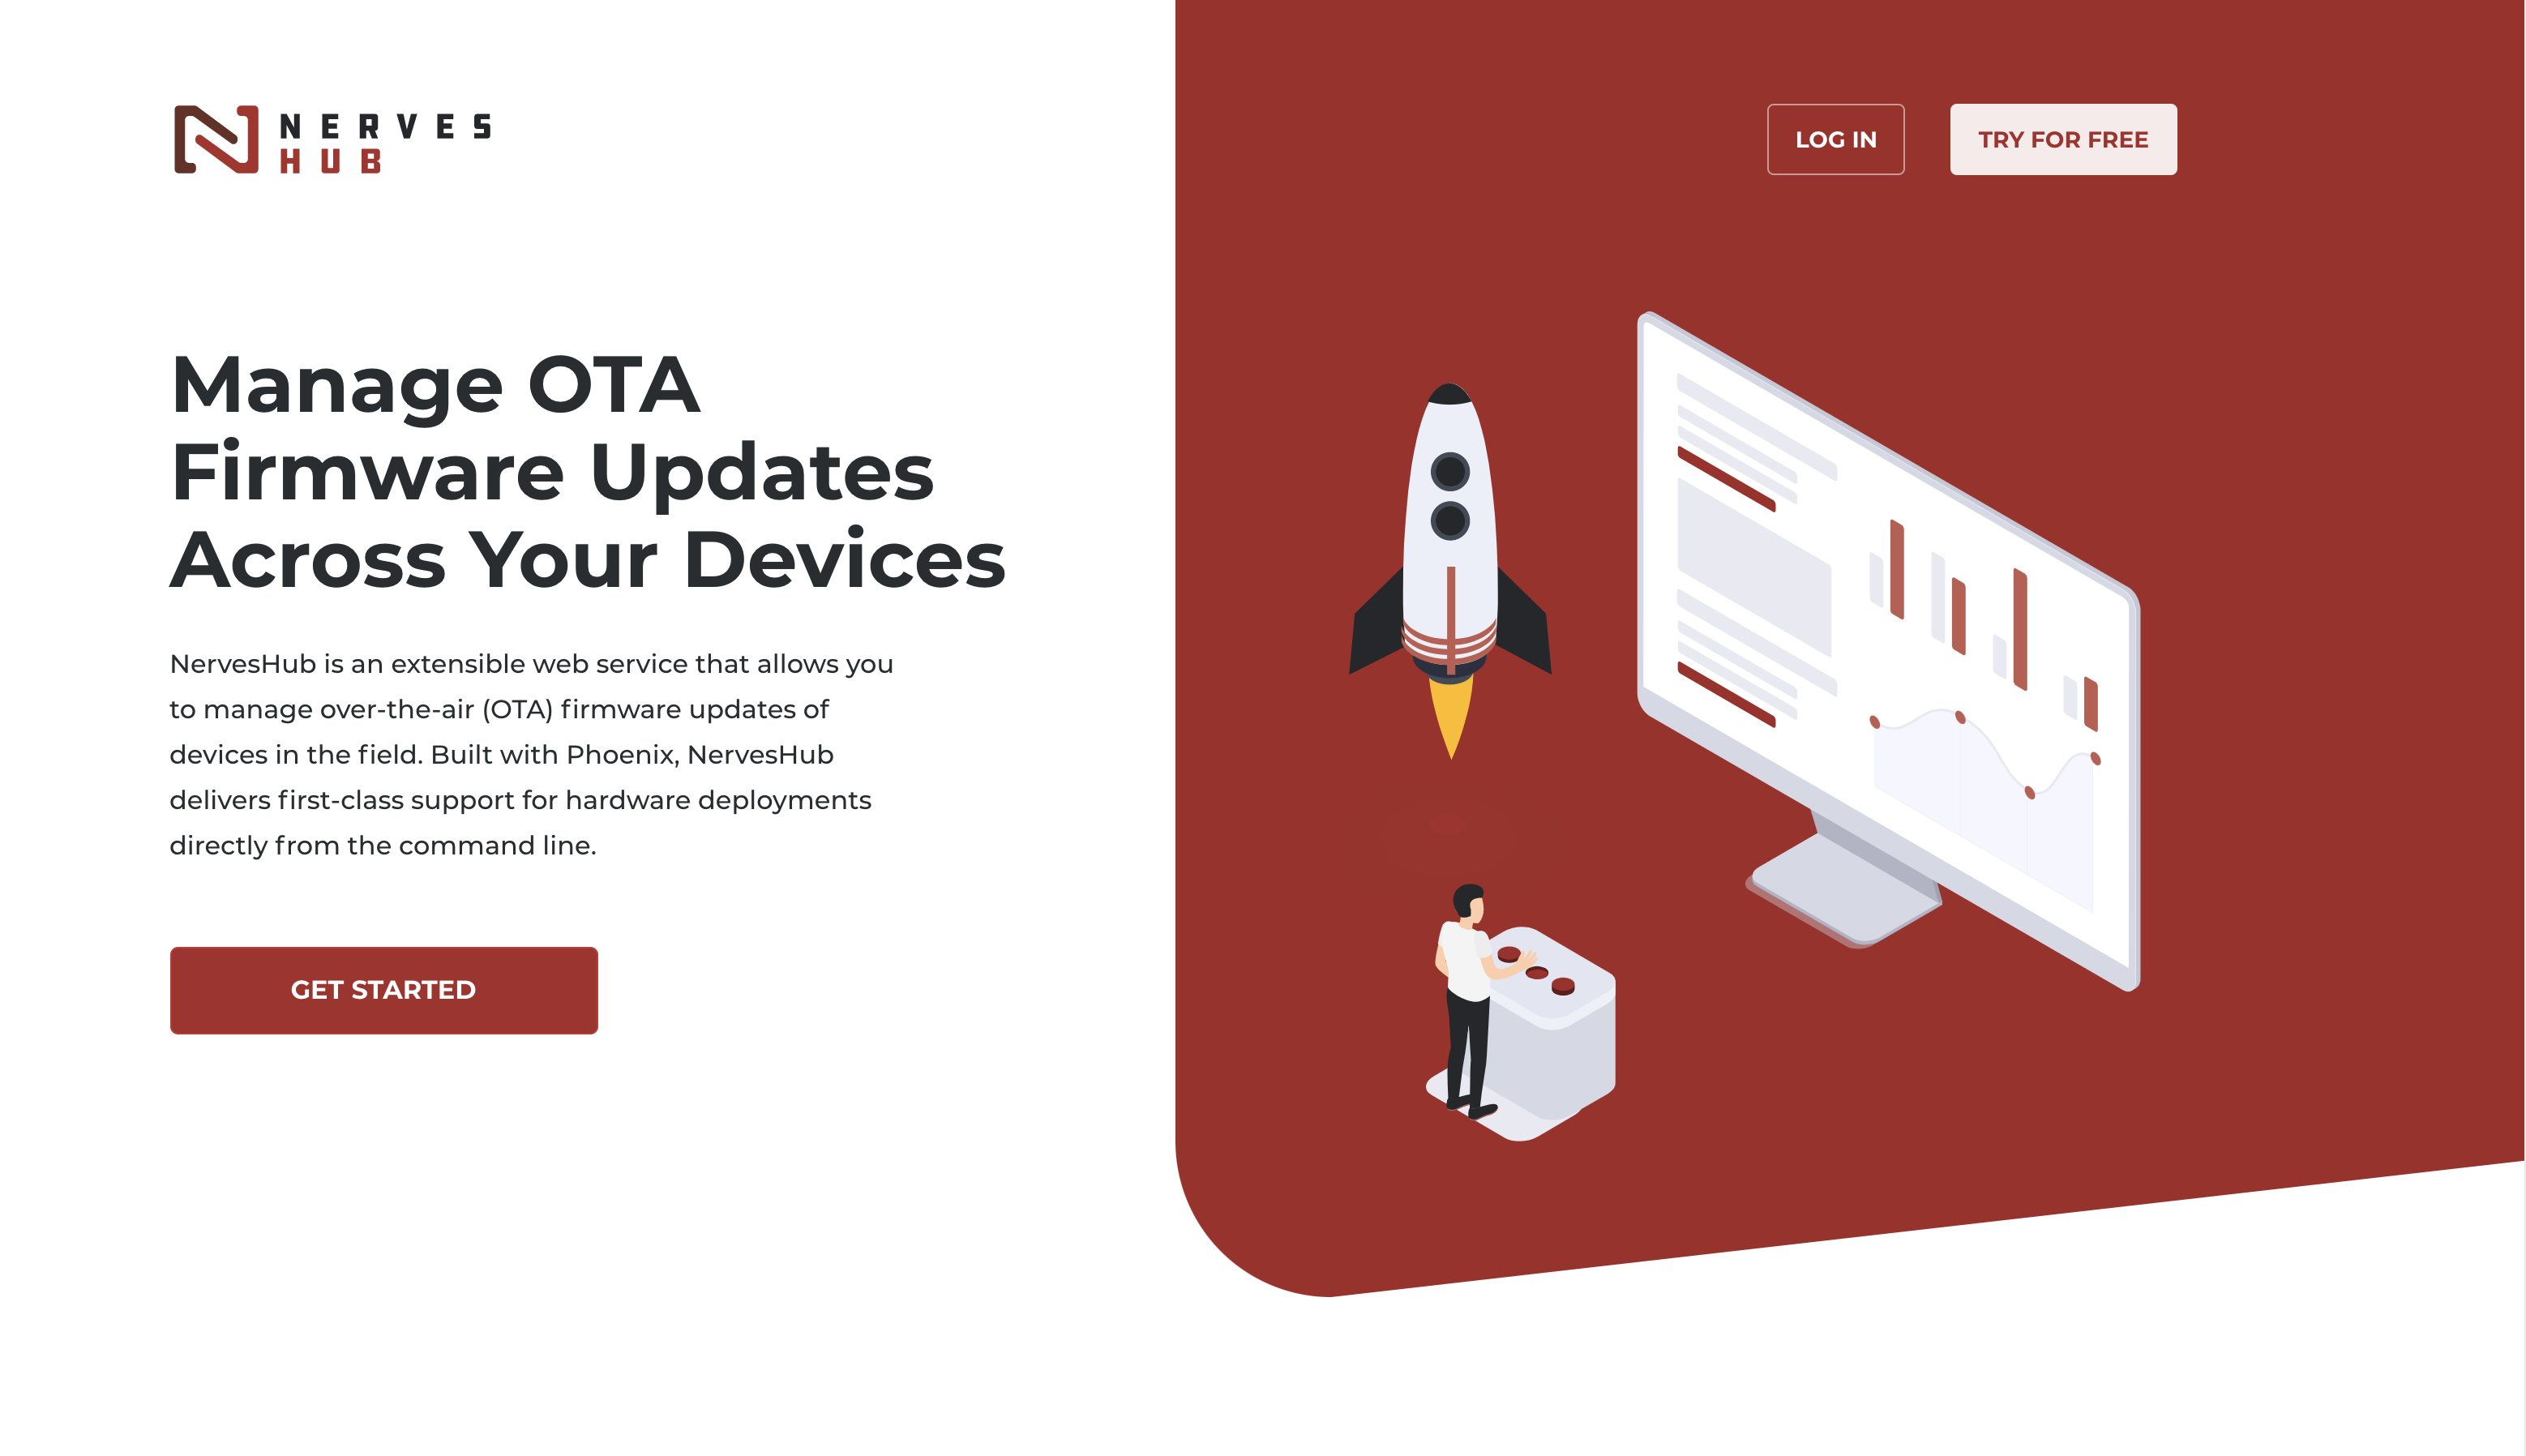 NERVES
HUB
LOG IN
TRY FOR FREE
Manage OTA
Firmware Updates
Across Your Devices
NervesHub is an extensible web service that allows you
to manage over-the-air (OTA) firmware updates of
devices in the field. Built with Phoenix, NervesHub
delivers first-class support for hardware deployments
directly from the command line.
GET STARTED